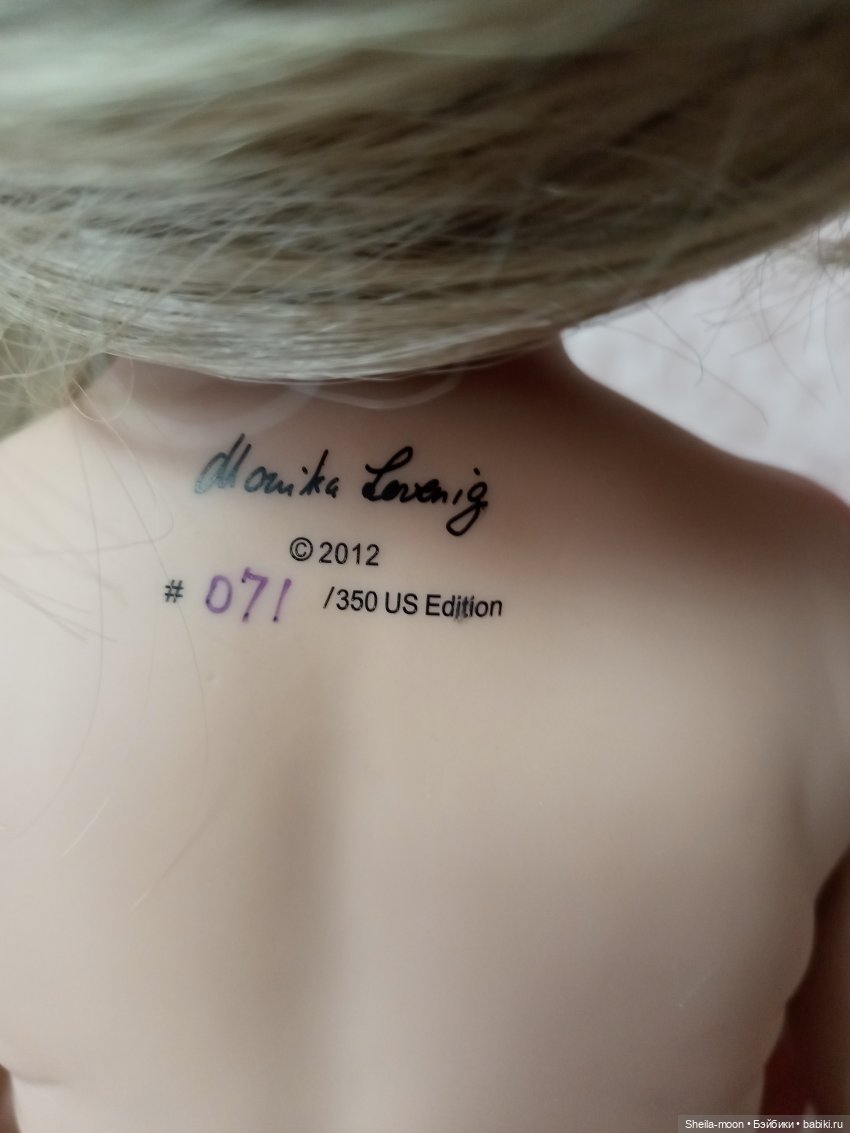 Monika Levenig
© 2012
# 071 /350 US Edition
Sheila-moon • Бэйбики • babiki.ru